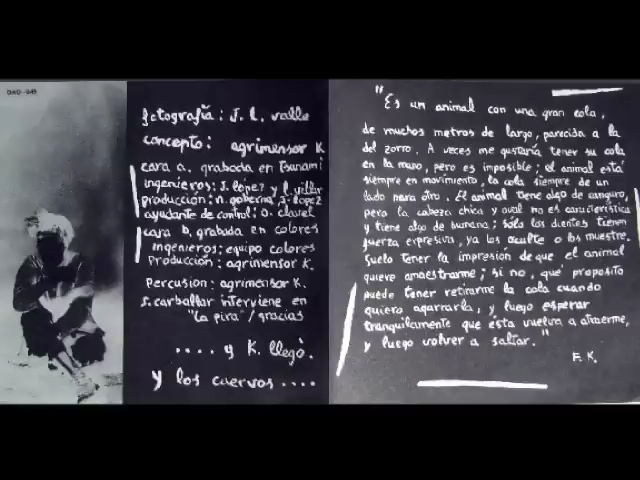 DRO-045
fotografía: J. l. valle
concepto: agrimensor K
cara a. grabada en Tsunami
ingenieros: J. lópez y l. villar
producción: n. goberna, J. lópez
ayudante de control: o. clavel
cara b. grabada en colores
ingenieros: equipo colores
Producción: agrimensor K.
Percusion: agrimensor K.
S. carballar interviene en
"la pira" / gracias
.... y K. llegó.
y los cuervos ....
"Es un animal con una gran cola,
de muchos metros de largo, parecida a la
del zorro. A veces me gustaría tener su cola
en la mano, pero es imposible; el animal está
siempre en movimiento, la cola siempre de un
lado para otro. El animal tiene algo de canguro,
pero la cabeza chica y oval no es característica
y tiene algo de humana; sólo los dientes tienen
fuerza expresiva, ya los oculte o los muestre.
Suelo tener la impresión de que el animal
quiere amaestrarme; si no, qué propósito
puede tener retirarme la cola cuando
quiero agarrarla, y luego esperar
tranquilamente que ésta vuelva a atraerme,
y luego volver a saltar."
F. K.